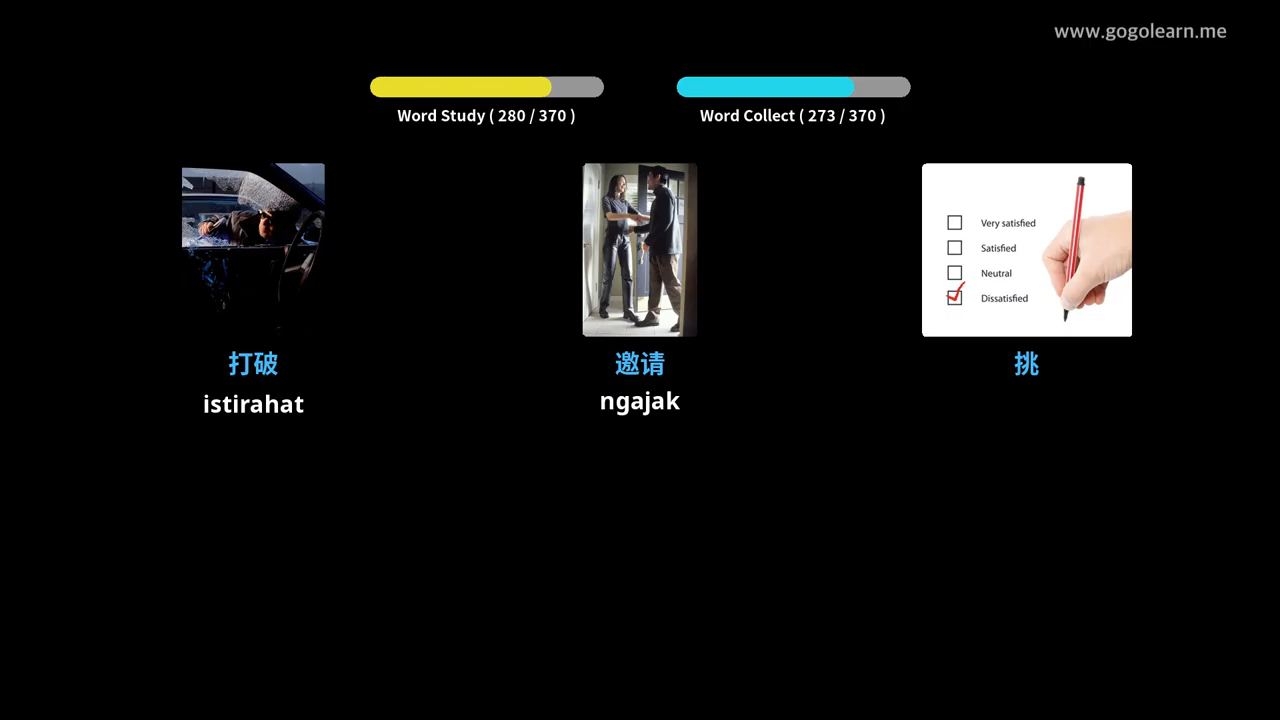 www.gogolearn.me
Word Study ( 280 / 370 )
Word Collect ( 273 / 370 )
Very satisfied
Satisfied
Neutral
Dissatisfied
打破
邀请
挑
istirahat
ngajak